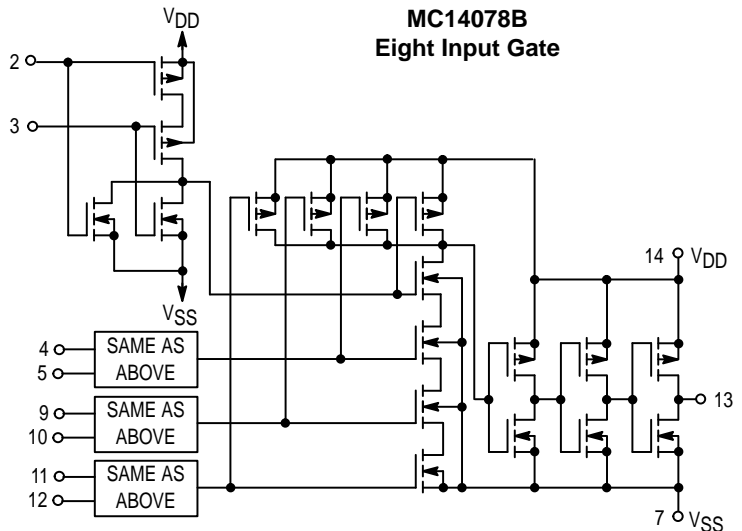 MC14078B
Eight Input Gate
VDD
2
3
VSS
14 VDD
4
5
SAME AS
ABOVE
9
10
SAME AS
ABOVE
11
12
SAME AS
ABOVE
13
7 VSS